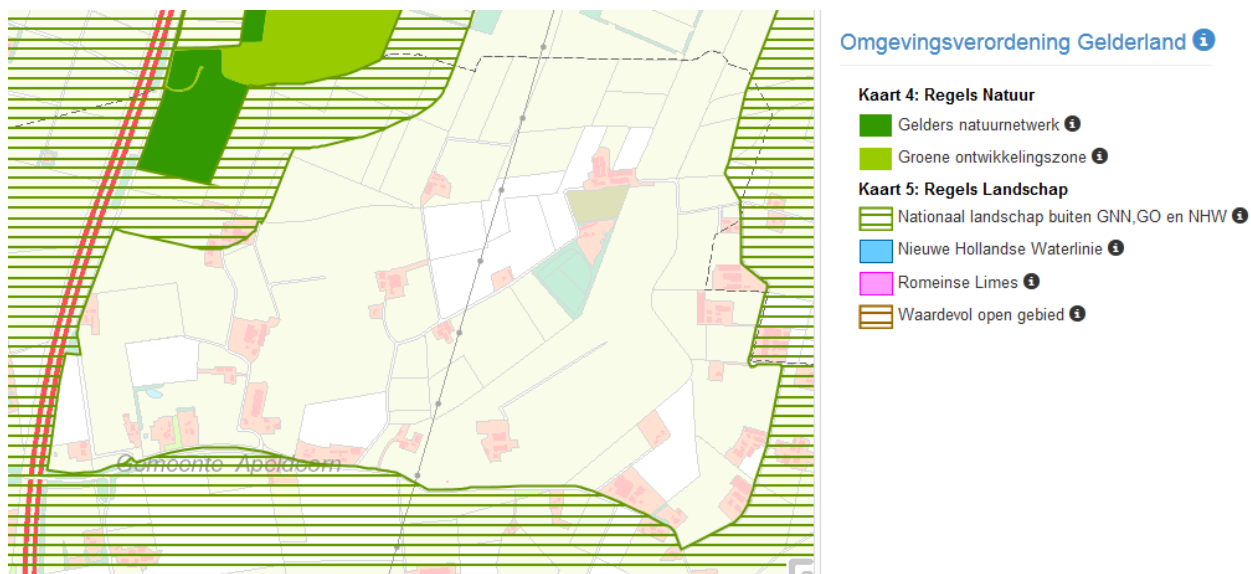 Omgevingsverordening Gelderland
Kaart 4: Regels Natuur
Gelders natuurnetwerk
Groene ontwikkelingszone
Kaart 5: Regels Landschap
Nationaal landschap buiten GNN,GO en NHW
Nieuwe Hollandse Waterlinie
Romeinse Limes
Waardevol open gebied
Gemeente Apeldoorn